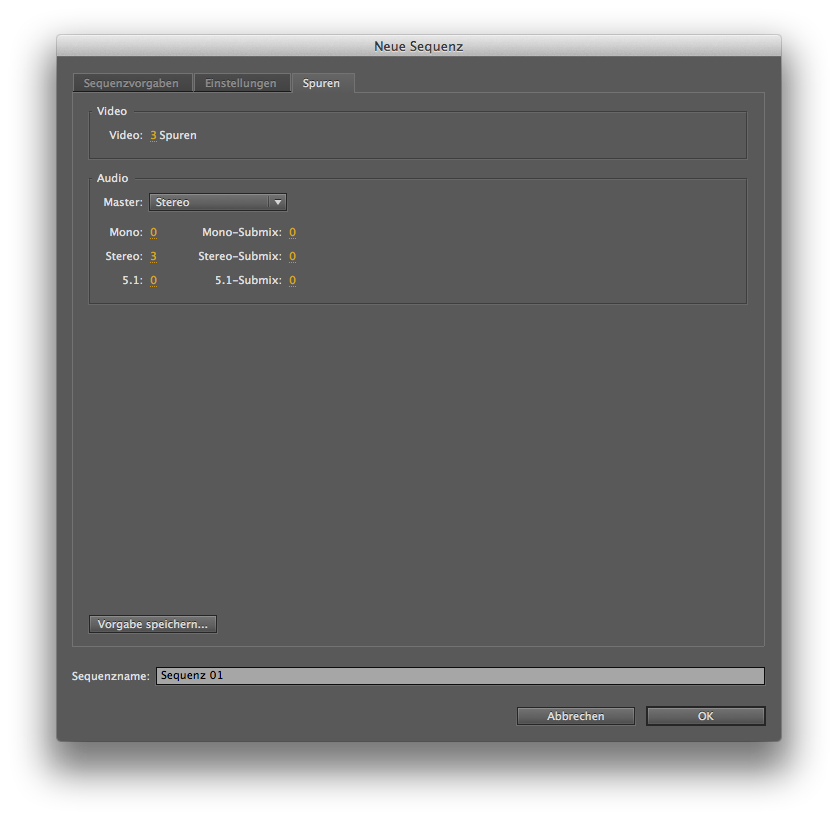 Neue Sequenz
Sequenzvorgaben Einstellungen Spuren
Video
Video: 3 Spuren
Audio
Master: Stereo
Mono: 0 Mono-Submix: 0
Stereo: 3 Stereo-Submix: 0
5.1: 0 5.1-Submix: 0
Vorgabe speichern...
Sequenzname: Sequenz 01
Abbrechen OK